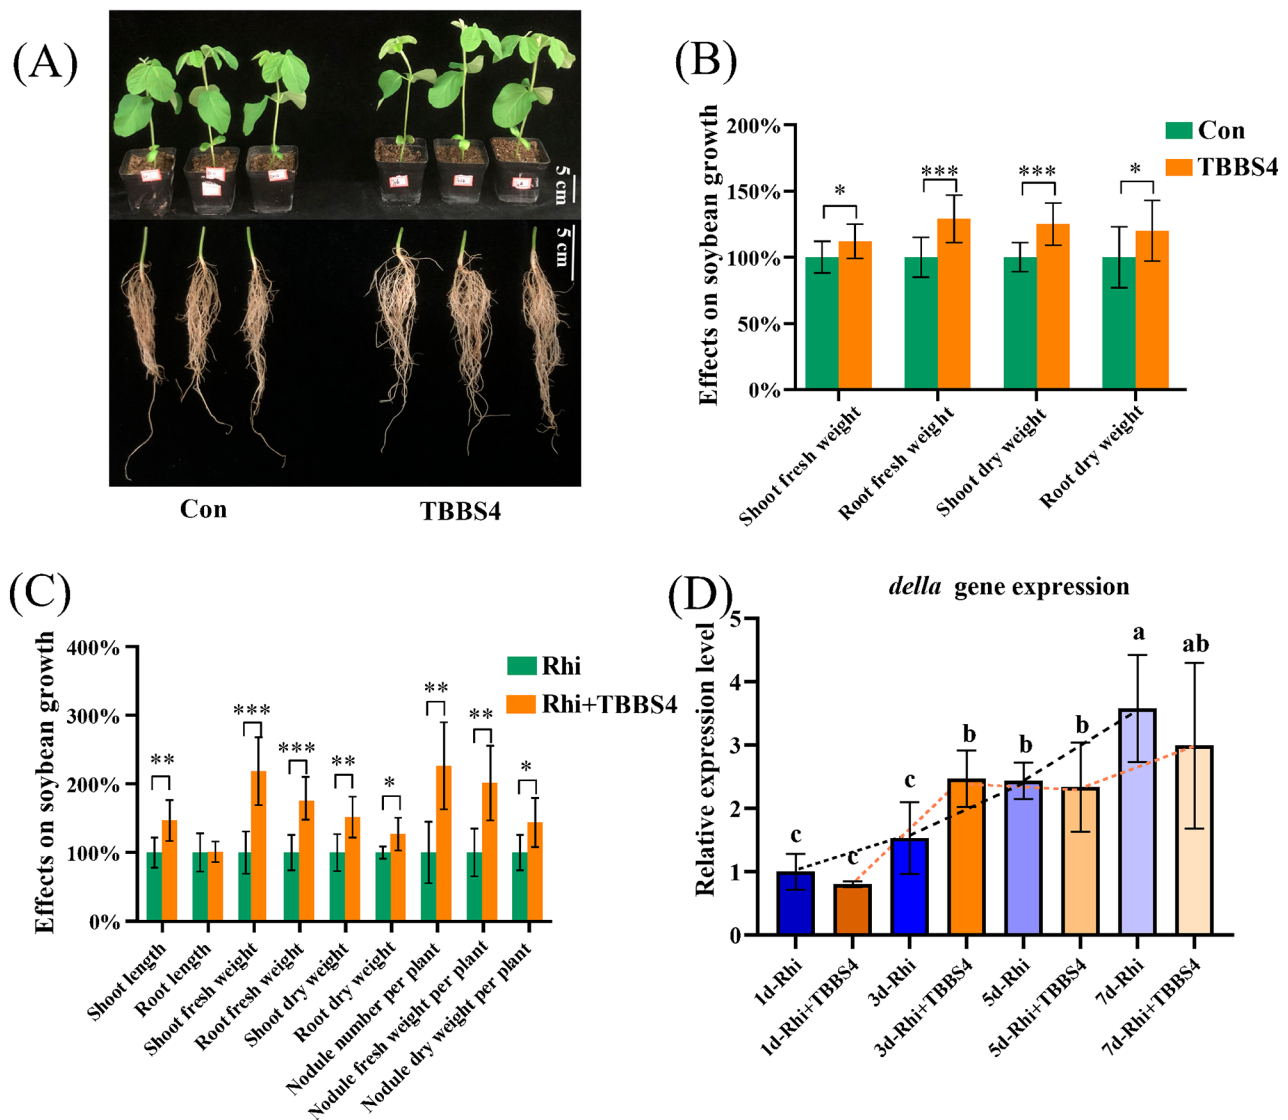 (A)
5 cm
5 cm
Con
TBBS4
(B)
Effects on soybean growth
200%
150%
100%
50%
0%
Con
TBBS4
*
***
***
*
Shoot fresh weight
Root fresh weight
Shoot dry weight
Root dry weight
(C)
Effects on soybean growth
400%
300%
200%
100%
0%
Rhi
Rhi+TBBS4
**
***
***
**
*
**
**
*
Shoot length
Root length
Shoot fresh weight
Root fresh weight
Shoot dry weight
Root dry weight
Nodule number per plant
Nodule fresh weight per plant
Nodule dry weight per plant
(D)
della gene expression
Relative expression level
5
4
3
2
1
0
c
c
c
b
b
b
a
ab
1d-Rhi
1d-Rhi+TBBS4
3d-Rhi
3d-Rhi+TBBS4
5d-Rhi
5d-Rhi+TBBS4
7d-Rhi
7d-Rhi+TBBS4